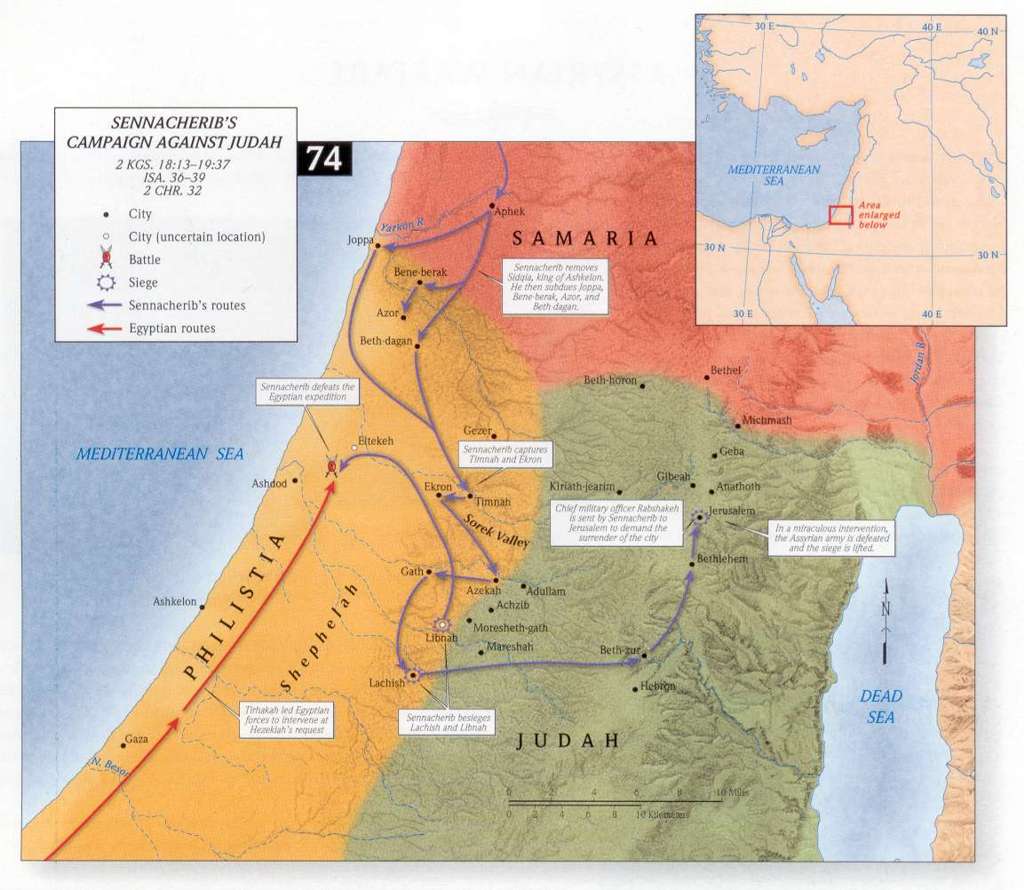 SENNACHERIB'S
CAMPAIGN AGAINST JUDAH
2 KGS. 18:13–19:37
ISA. 36–39
2 CHR. 32
City
City (uncertain location)
Battle
Siege
Sennacherib's routes
Egyptian routes
74
30 E
40 E
40 N
MEDITERRANEAN
SEA
Area
enlarged
below
30 N
30 N
30 E
40 E
Aphek
Yarkon R.
Joppa
SAMARIA
Bene-berak
Sennacherib removes
Sidqia, king of Ashkelon.
He then subdues Joppa,
Bene-berak, Azor, and
Beth-dagan.
Azor
Beth-dagan
Jordan R.
Bethel
Beth-horon
Sennacherib defeats the
Egyptian expedition
Michmash
Gezer
Eltekeh
MEDITERRANEAN SEA
Sennacherib captures
Timnah and Ekron
Geba
Ashdod
Ekron
Timnah
Kiriath-jearim
Gibeah
Anathoth
Chief military officer Rabshakeh
is sent by Sennacherib to
Jerusalem to demand the
surrender of the city
Jerusalem
In a miraculous intervention,
the Assyrian army is defeated
and the siege is lifted.
Sorek Valley
Bethlehem
Gath
Azekah
Adullam
Achzib
N
Ashkelon
PHILISTIA
Shephelah
Libnah
Moresheth-gath
Mareshah
Beth-zur
Lachish
Hebron
Tirhakah led Egyptian
forces to intervene at
Hezekiah's request
Sennacherib besieges
Lachish and Libnah
DEAD
SEA
Gaza
JUDAH
N. Besor
0 2 4 6 8 10 Miles
0 2 4 6 8 10 Kilometers